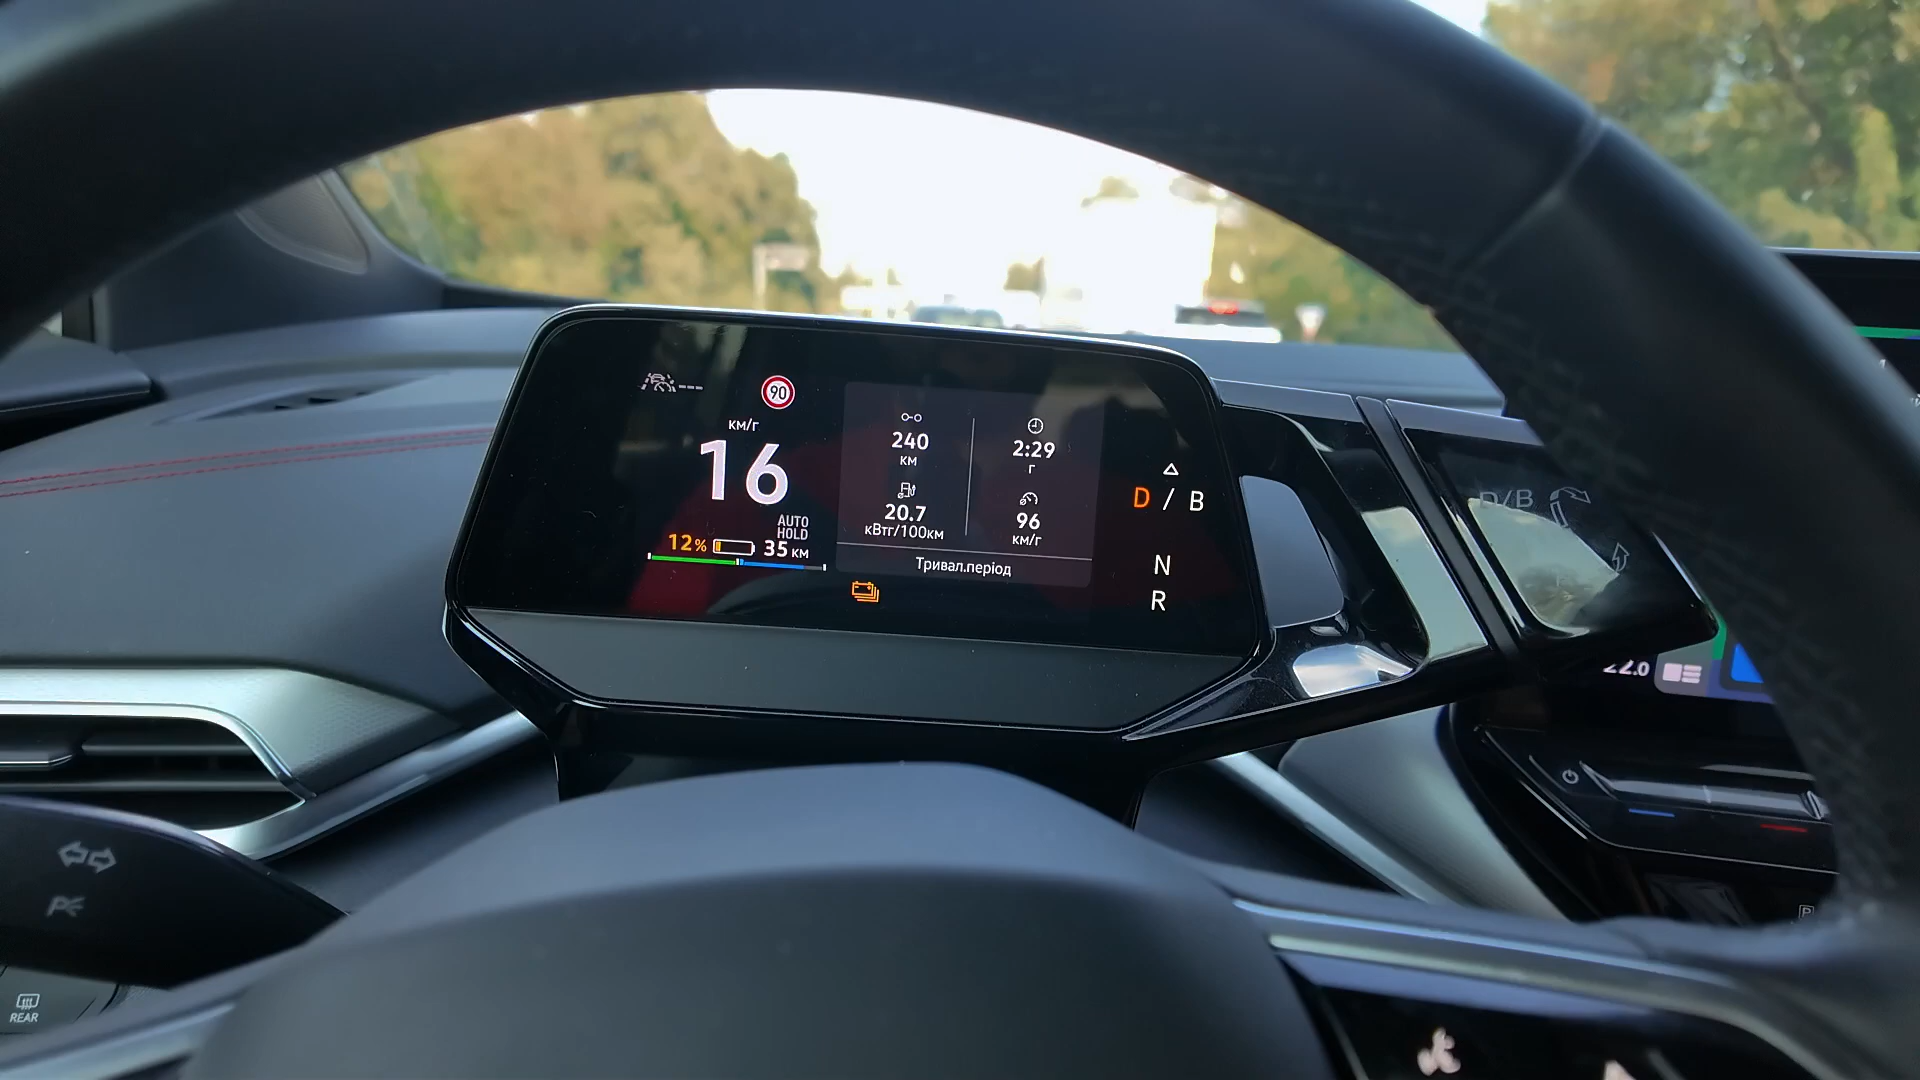 90
км/г
16
AUTO
HOLD
12%
35 км
240
км
2:29
г
20.7
кВтг/100км
96
км/г
Тривал.період
D / B
N
R
D/B
22.0
REAR
P